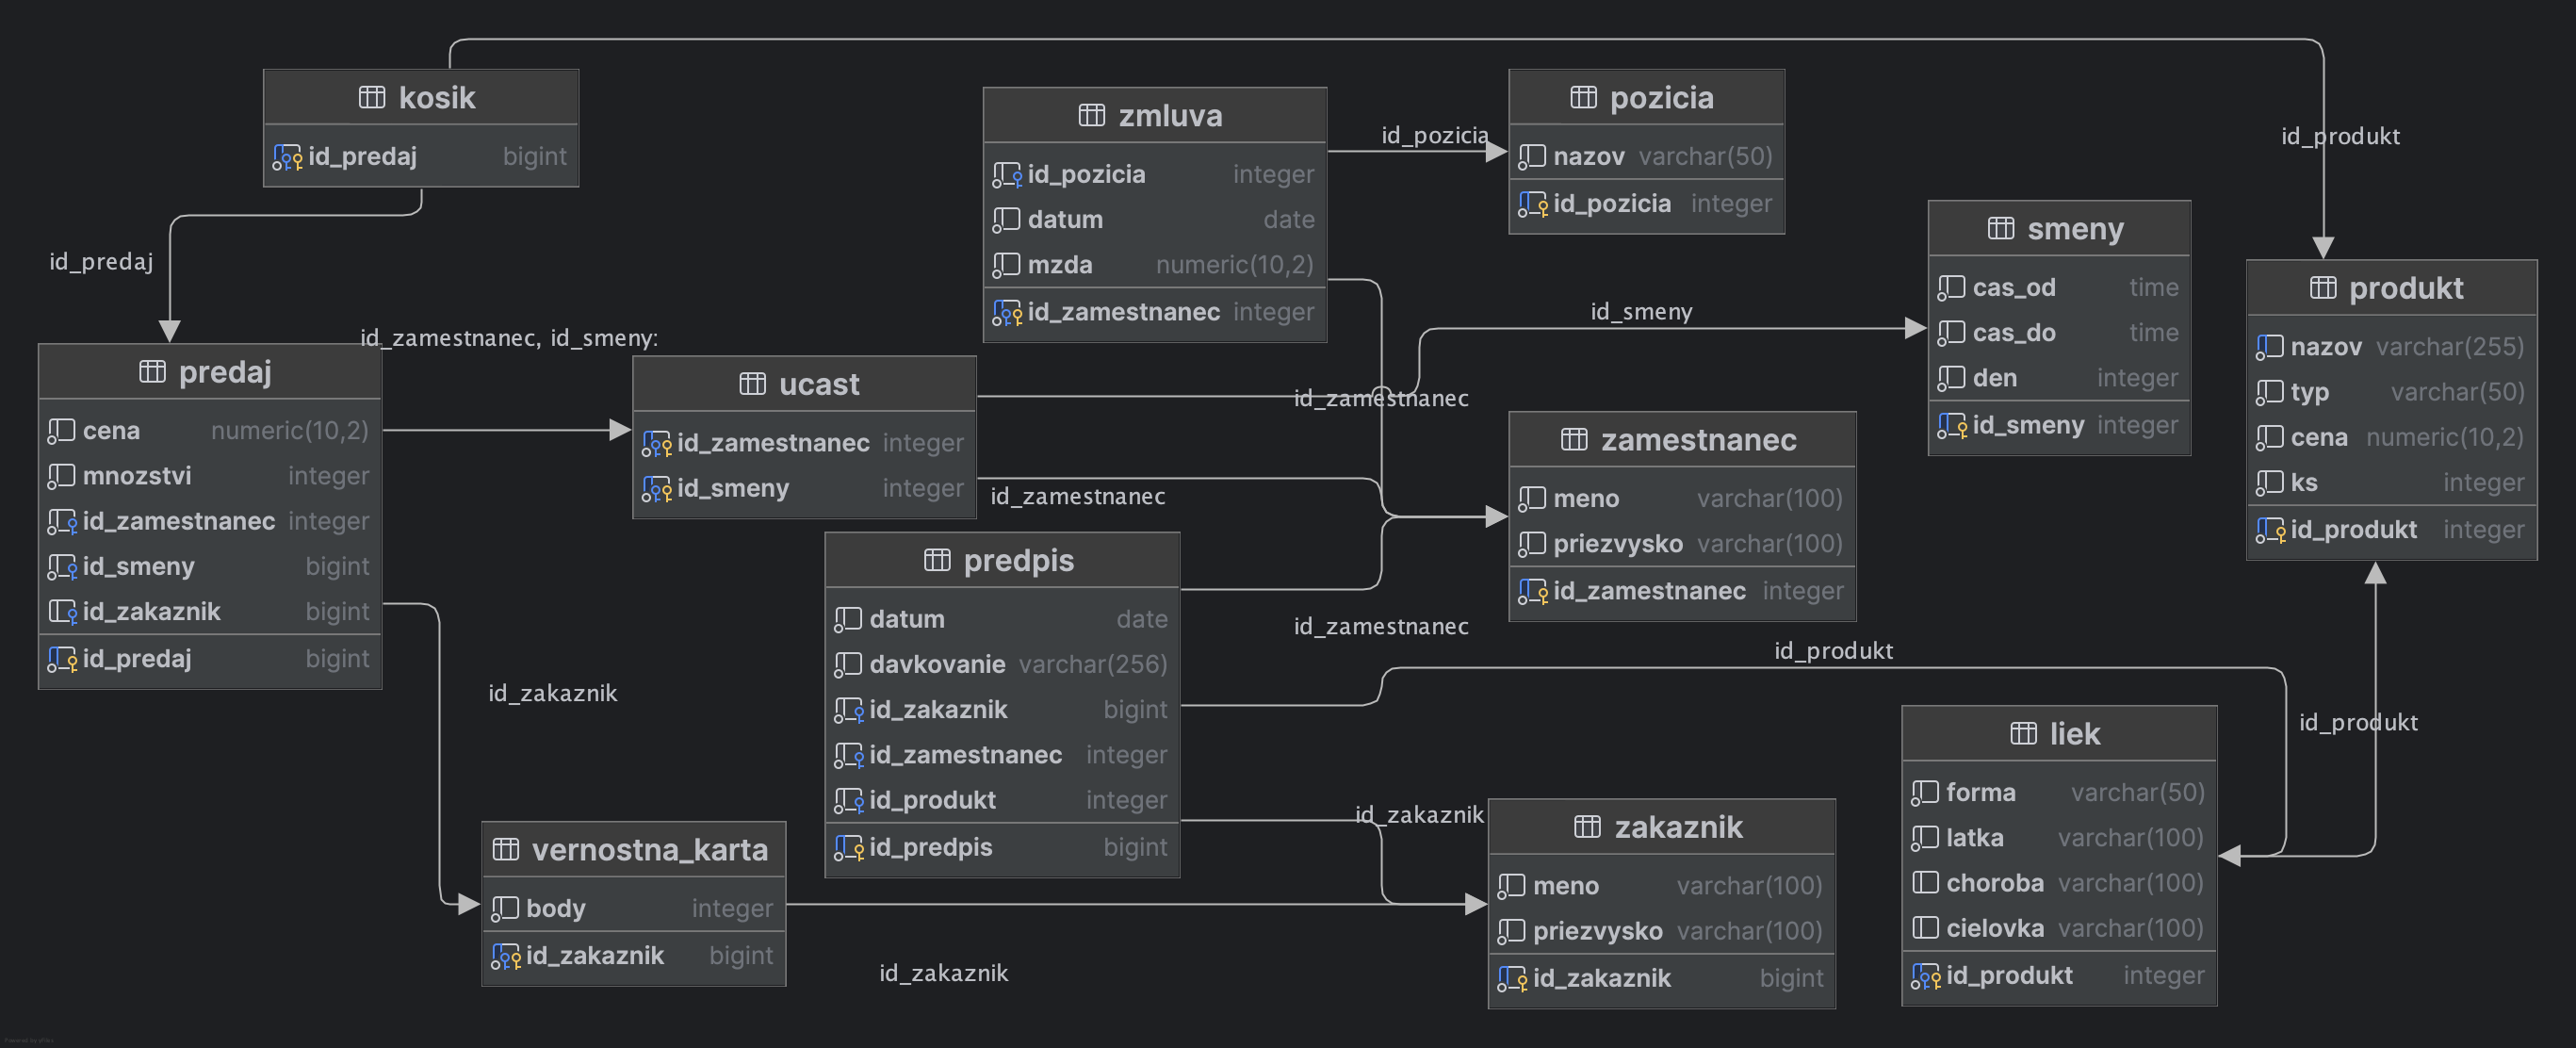 kosik
id_predaj bigint
id_predaj
id_produkt
zmluva
id_pozicia integer
datum date
mzda numeric(10,2)
id_zamestnanec integer
id_pozicia
pozicia
nazov varchar(50)
id_pozicia integer
smeny
cas_od time
cas_do time
den integer
id_smeny integer
produkt
nazov varchar(255)
typ varchar(50)
cena numeric(10,2)
ks integer
id_produkt integer
predaj
cena numeric(10,2)
mnozstvi integer
id_zamestnanec integer
id_smeny bigint
id_zakaznik bigint
id_predaj bigint
id_zamestnanec, id_smeny:
ucast
id_zamestnanec integer
id_smeny integer
id_smeny
id_zamestnanec
id_zamestnanec
zamestnanec
meno varchar(100)
priezvysko varchar(100)
id_zamestnanec integer
predpis
datum date
davkovanie varchar(256)
id_zakaznik bigint
id_zamestnanec integer
id_produkt integer
id_predpis bigint
id_zamestnanec
id_produkt
id_produkt
id_zakaznik
id_zakaznik
vernostna_karta
body integer
id_zakaznik bigint
id_zakaznik
zakaznik
meno varchar(100)
priezvysko varchar(100)
id_zakaznik bigint
liek
forma varchar(50)
latka varchar(100)
choroba varchar(100)
cielovka varchar(100)
id_produkt integer